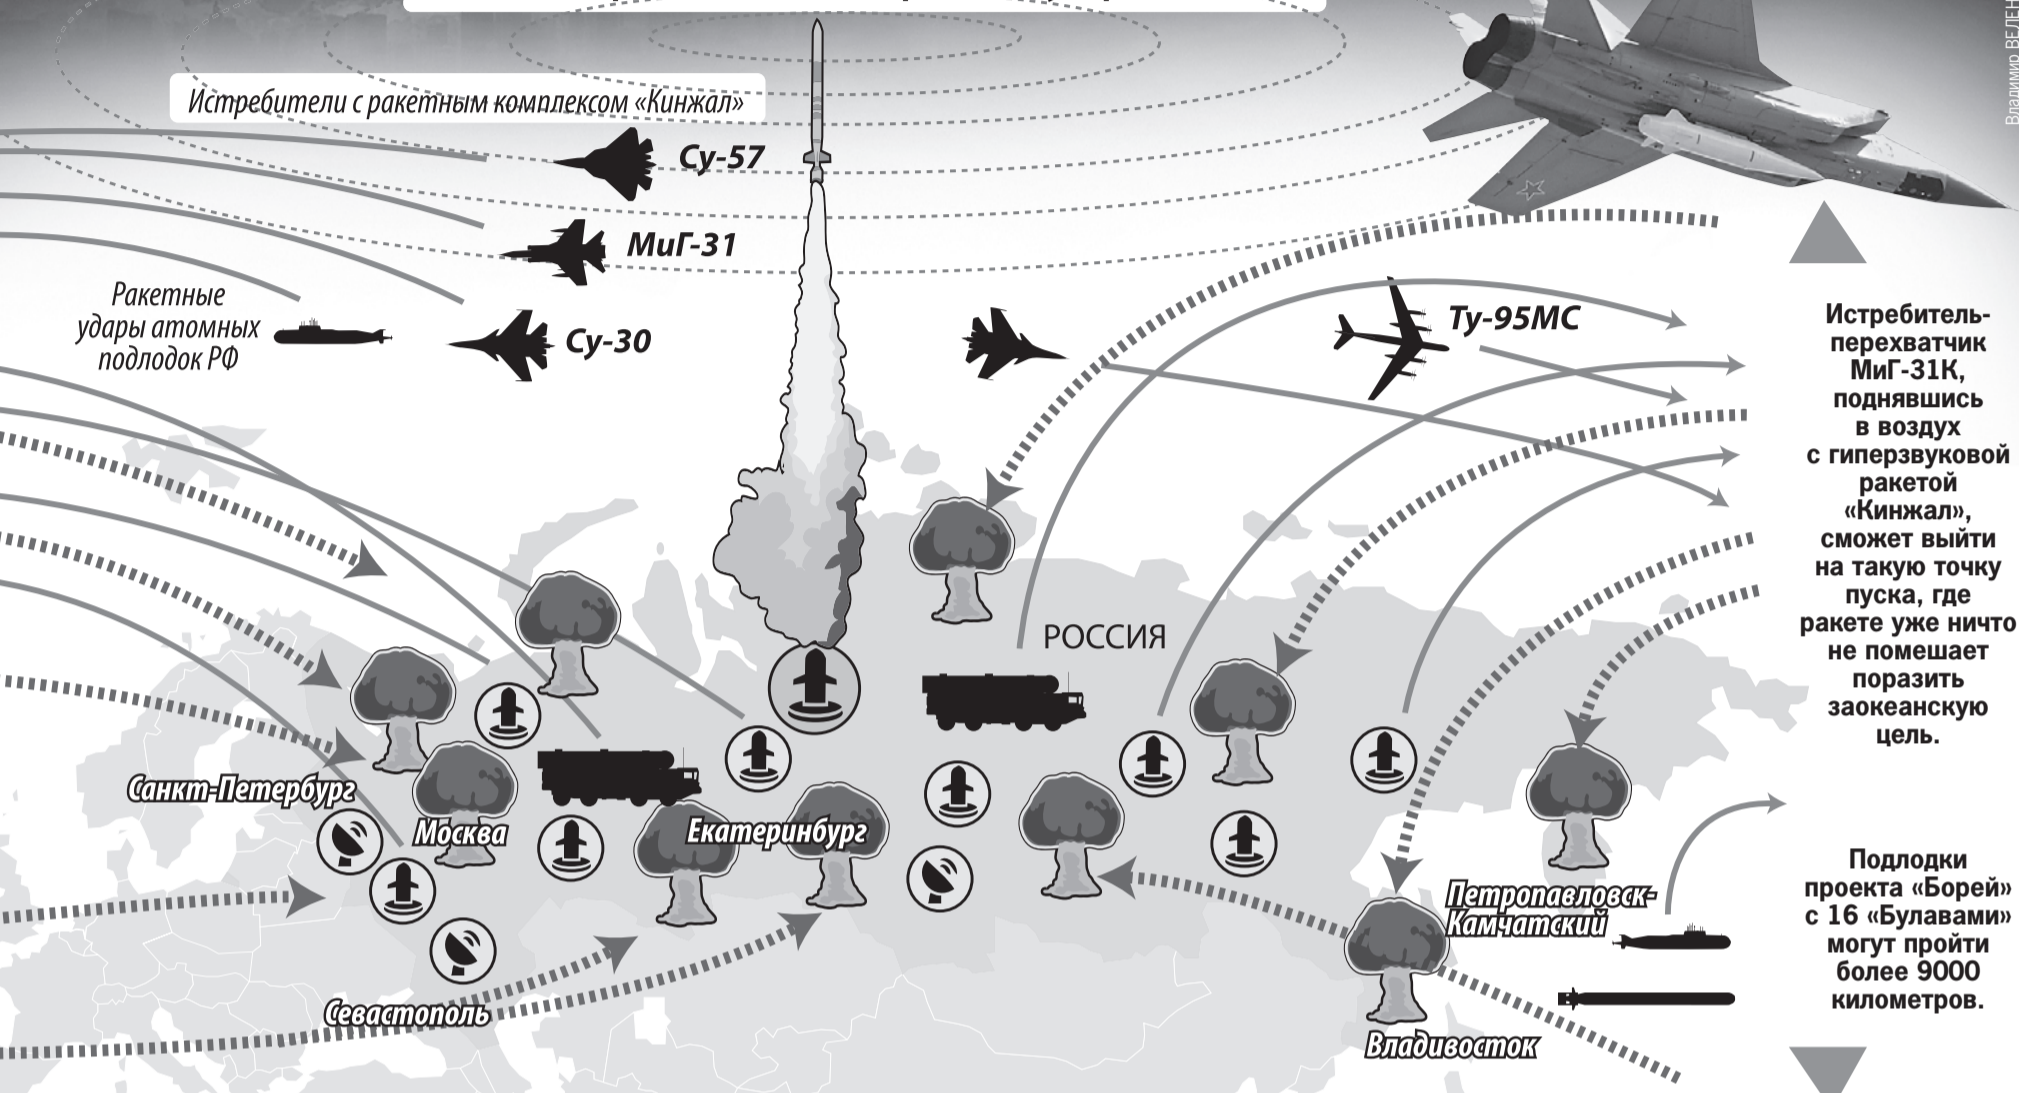 Истребители с ракетным комплексом «Кинжал»
Су-57
МиГ-31
Ракетные
удары атомных
подлодок РФ
Су-30
Ту-95МС
РОССИЯ
Санкт-Петербург
Москва
Екатеринбург
Севастополь
Петропавловск-
Камчатский
Владивосток
Владимир
Истребитель-
перехватчик
МиГ-31К,
поднявшись
в воздух
с гиперзвуковой
ракетой
«Кинжал»,
сможет выйти
на такую точку
пуска, где
ракете уже ничто
не помешает
поразить
заокеанскую
цель.
Подлодки
проекта «Борей»
с 16 «Булавами»
могут пройти
более 9000
километров.